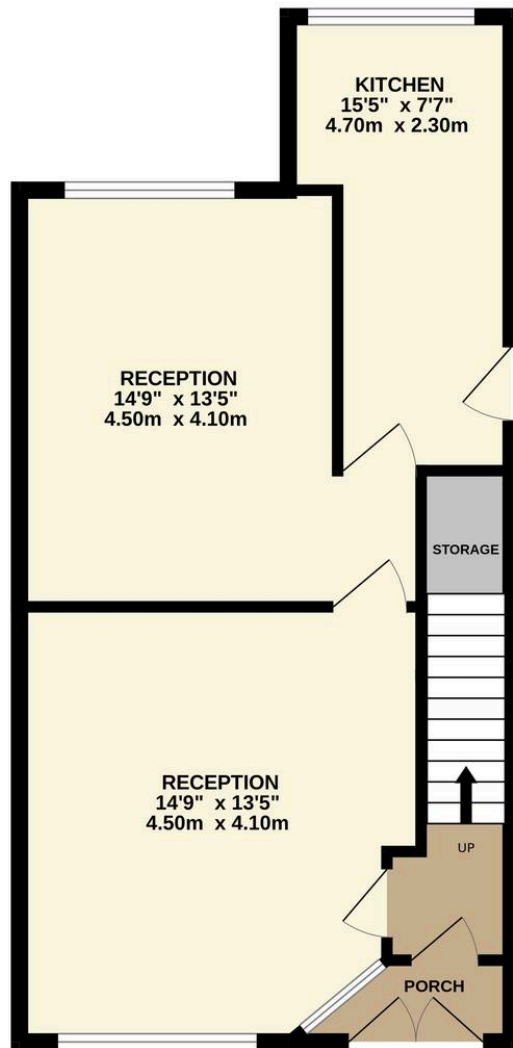 KITCHEN
15'5" x 7'7"
4.70m x 2.30m
RECEPTION
14'9" x 13'5"
4.50m x 4.10m
STORAGE
RECEPTION
14'9" x 13'5"
4.50m x 4.10m
UP
PORCH